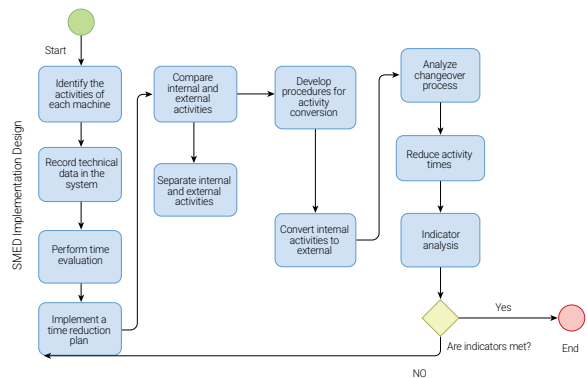 SMED Implementation Design
Start
Identify the
activities of
each machine
Record technical
data in the
system
Perform time
evaluation
Implement a
time reduction
plan
Compare
internal and
external
activities
Separate internal
and external
activities
Develop
procedures for
activity
conversion
Convert internal
activities to
external
Analyze
changeover
process
Reduce activity
times
Indicator
analysis
Are indicators met?
Yes
End
NO